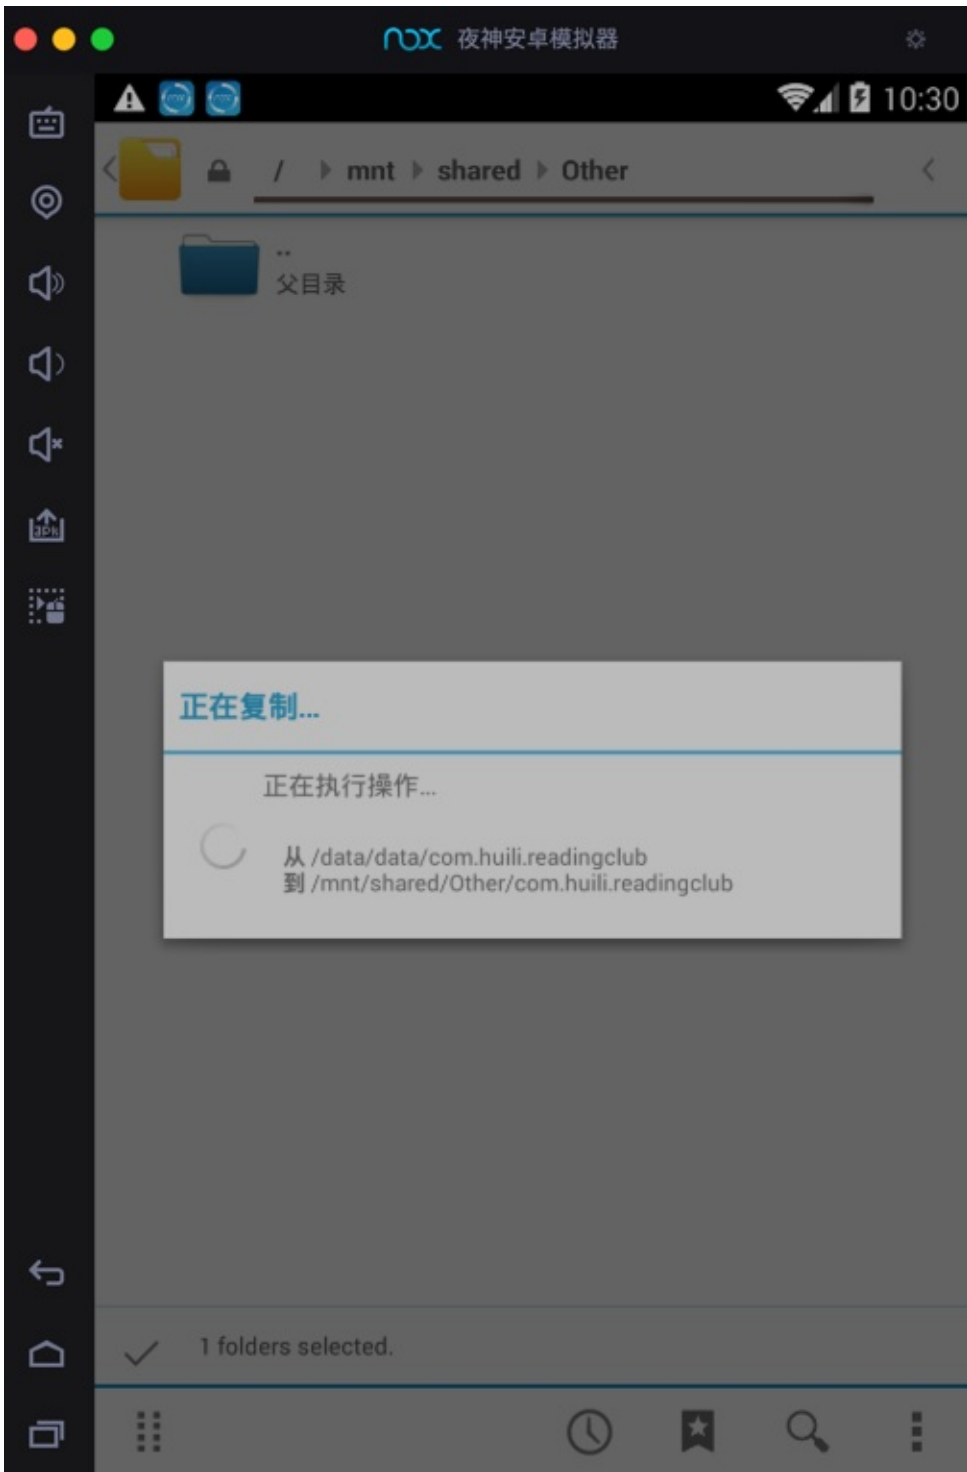 nox 夜神安卓模拟器
10:30
/ mnt shared Other
..
父目录
正在复制...
正在执行操作...
从 /data/data/com.huili.readingclub
到 /mnt/shared/Other/com.huili.readingclub
1 folders selected.